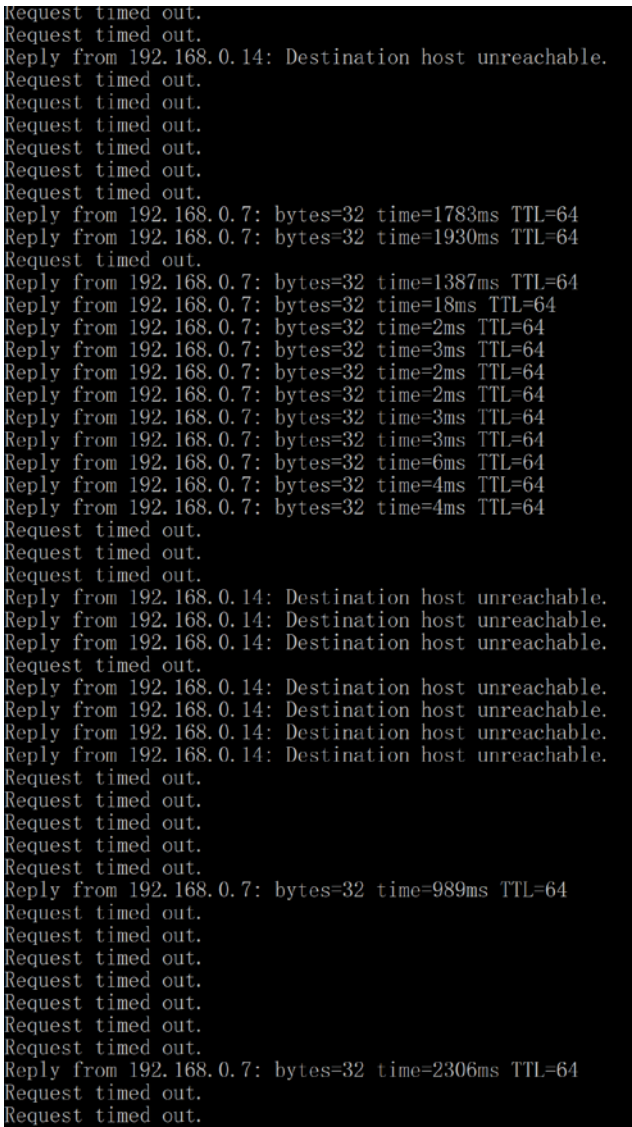 Request timed out.
Request timed out.
Reply from 192.168.0.14: Destination host unreachable.
Request timed out.
Request timed out.
Request timed out.
Request timed out.
Request timed out.
Request timed out.
Reply from 192.168.0.7: bytes=32 time=1783ms TTL=64
Reply from 192.168.0.7: bytes=32 time=1930ms TTL=64
Request timed out.
Reply from 192.168.0.7: bytes=32 time=1387ms TTL=64
Reply from 192.168.0.7: bytes=32 time=18ms TTL=64
Reply from 192.168.0.7: bytes=32 time=2ms TTL=64
Reply from 192.168.0.7: bytes=32 time=3ms TTL=64
Reply from 192.168.0.7: bytes=32 time=2ms TTL=64
Reply from 192.168.0.7: bytes=32 time=2ms TTL=64
Reply from 192.168.0.7: bytes=32 time=3ms TTL=64
Reply from 192.168.0.7: bytes=32 time=3ms TTL=64
Reply from 192.168.0.7: bytes=32 time=6ms TTL=64
Reply from 192.168.0.7: bytes=32 time=4ms TTL=64
Reply from 192.168.0.7: bytes=32 time=4ms TTL=64
Request timed out.
Request timed out.
Request timed out.
Reply from 192.168.0.14: Destination host unreachable.
Reply from 192.168.0.14: Destination host unreachable.
Reply from 192.168.0.14: Destination host unreachable.
Request timed out.
Reply from 192.168.0.14: Destination host unreachable.
Reply from 192.168.0.14: Destination host unreachable.
Reply from 192.168.0.14: Destination host unreachable.
Reply from 192.168.0.14: Destination host unreachable.
Request timed out.
Request timed out.
Request timed out.
Request timed out.
Request timed out.
Reply from 192.168.0.7: bytes=32 time=989ms TTL=64
Request timed out.
Request timed out.
Request timed out.
Request timed out.
Request timed out.
Request timed out.
Request timed out.
Reply from 192.168.0.7: bytes=32 time=2306ms TTL=64
Request timed out.
Request timed out.